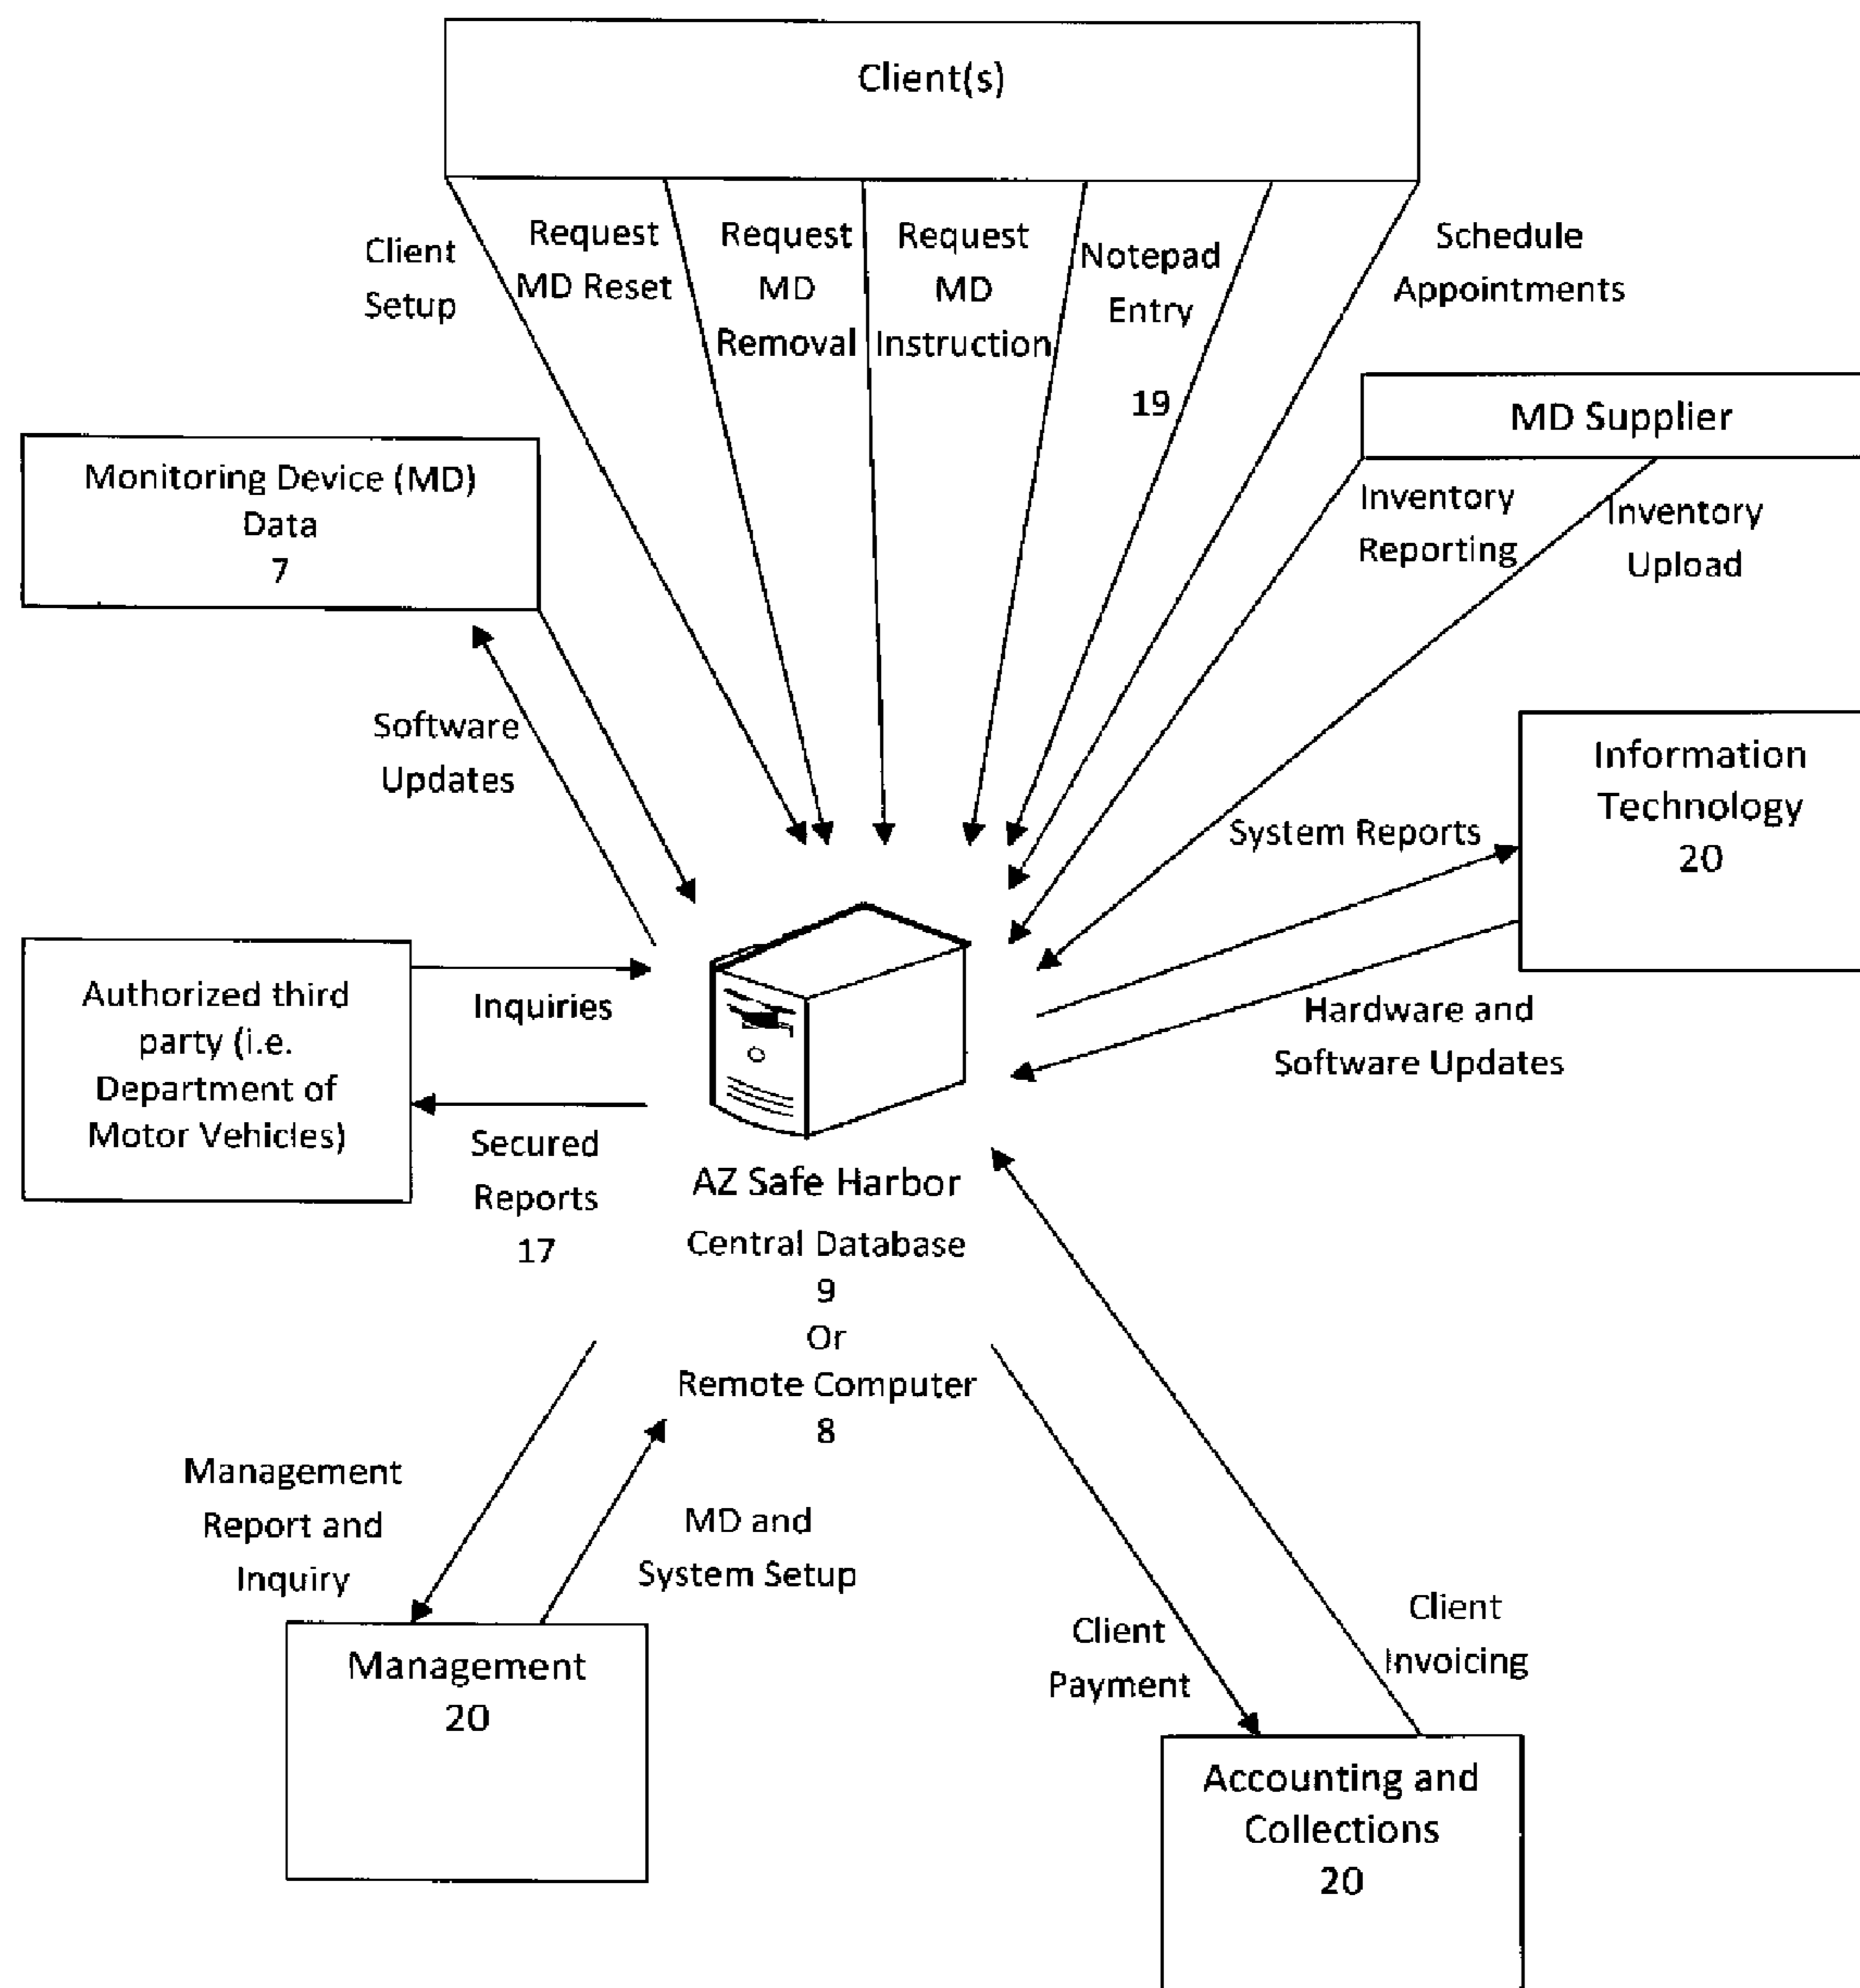 Client(s)
Client
Setup
Request
MD Reset
Request
MD
Removal
Request
MD
Instruction
Notepad
Entry
19
Schedule
Appointments
MD Supplier
Inventory
Reporting
Inventory
Upload
Monitoring Device (MD)
Data
7
Software
Updates
Information
Technology
20
System Reports
Hardware and
Software Updates
Authorized third
party (i.e.
Department of
Motor Vehicles)
Inquiries
Secured
Reports
17
AZ Safe Harbor
Central Database
9
Or
Remote Computer
8
Management
Report and
Inquiry
MD and
System Setup
Management
20
Client
Payment
Client
Invoicing
Accounting and
Collections
20